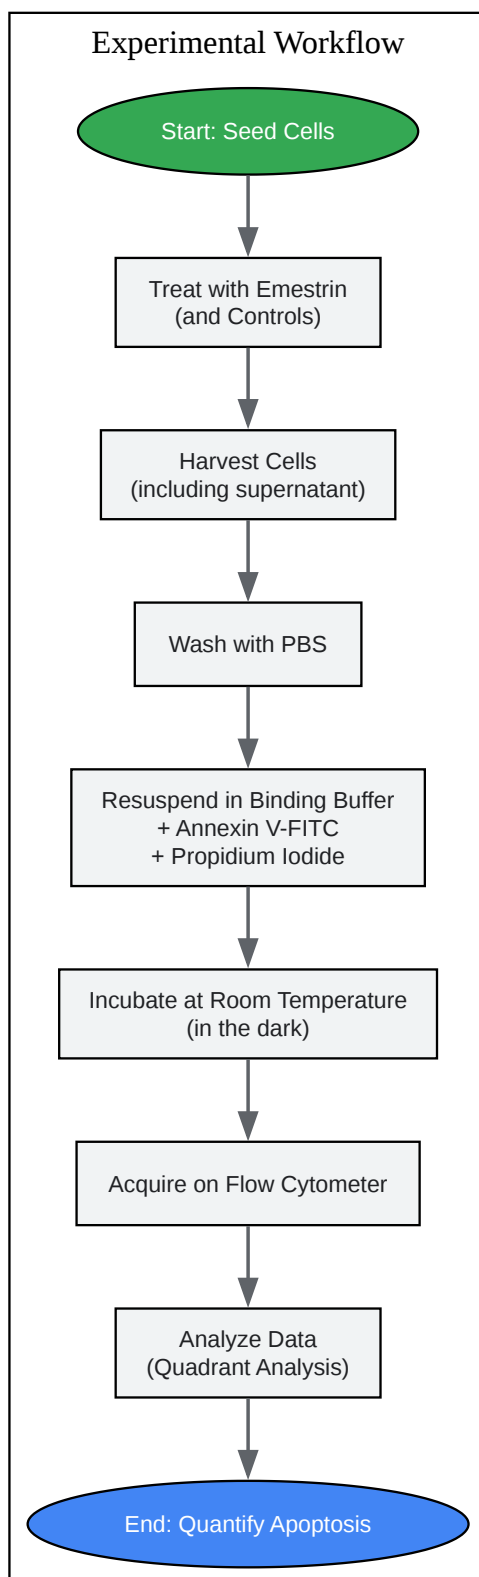 Experimental Workflow
Start: Seed Cells
Treat with Emestrin
(and Controls)
Harvest Cells
(including supernatant)
Wash with PBS
Resuspend in Binding Buffer
+ Annexin V-FITC
+ Propidium Iodide
Incubate at Room Temperature
(in the dark)
Acquire on Flow Cytometer
Analyze Data
(Quadrant Analysis)
End: Quantify Apoptosis